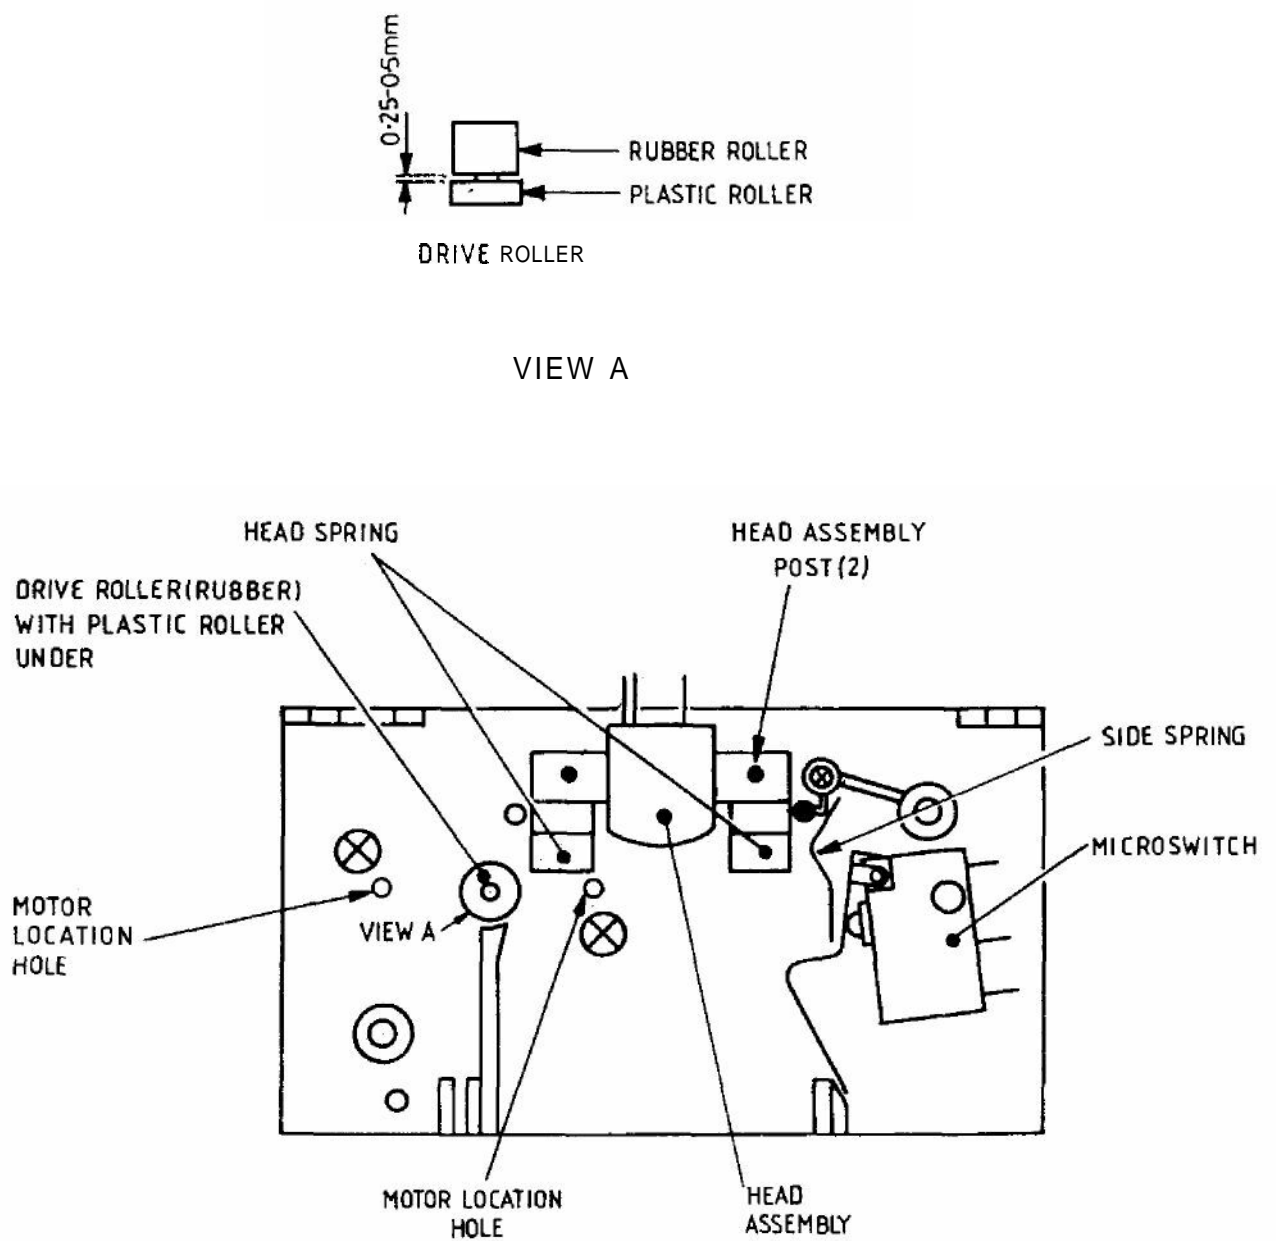 0·25-0·5mm
RUBBER ROLLER
PLASTIC ROLLER
DRIVE ROLLER
VIEW A
HEAD SPRING
HEAD ASSEMBLY
POST(2)
DRIVE ROLLER(RUBBER)
WITH PLASTIC ROLLER
UNDER
SIDE SPRING
MICROSWITCH
MOTOR
LOCATION
HOLE
VIEW A
MOTOR LOCATION
HOLE
HEAD
ASSEMBLY